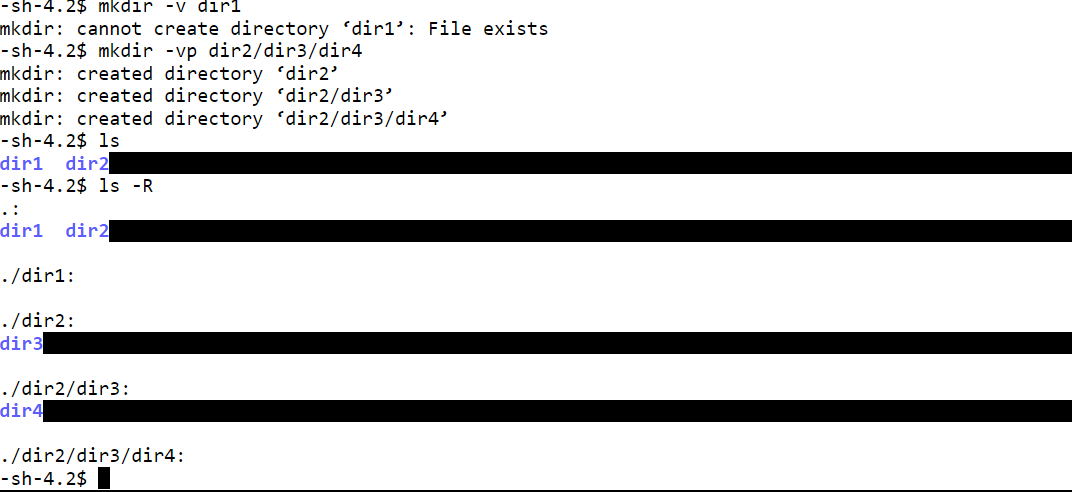 -sh-4.2$ mkdir -v dir1
mkdir: cannot create directory ‘dir1’: File exists
-sh-4.2$ mkdir -vp dir2/dir3/dir4
mkdir: created directory ‘dir2’
mkdir: created directory ‘dir2/dir3’
mkdir: created directory ‘dir2/dir3/dir4’
-sh-4.2$ ls
dir1  dir2
-sh-4.2$ ls -R
.:
dir1  dir2
./dir1:
./dir2:
dir3
./dir2/dir3:
dir4
./dir2/dir3/dir4:
-sh-4.2$